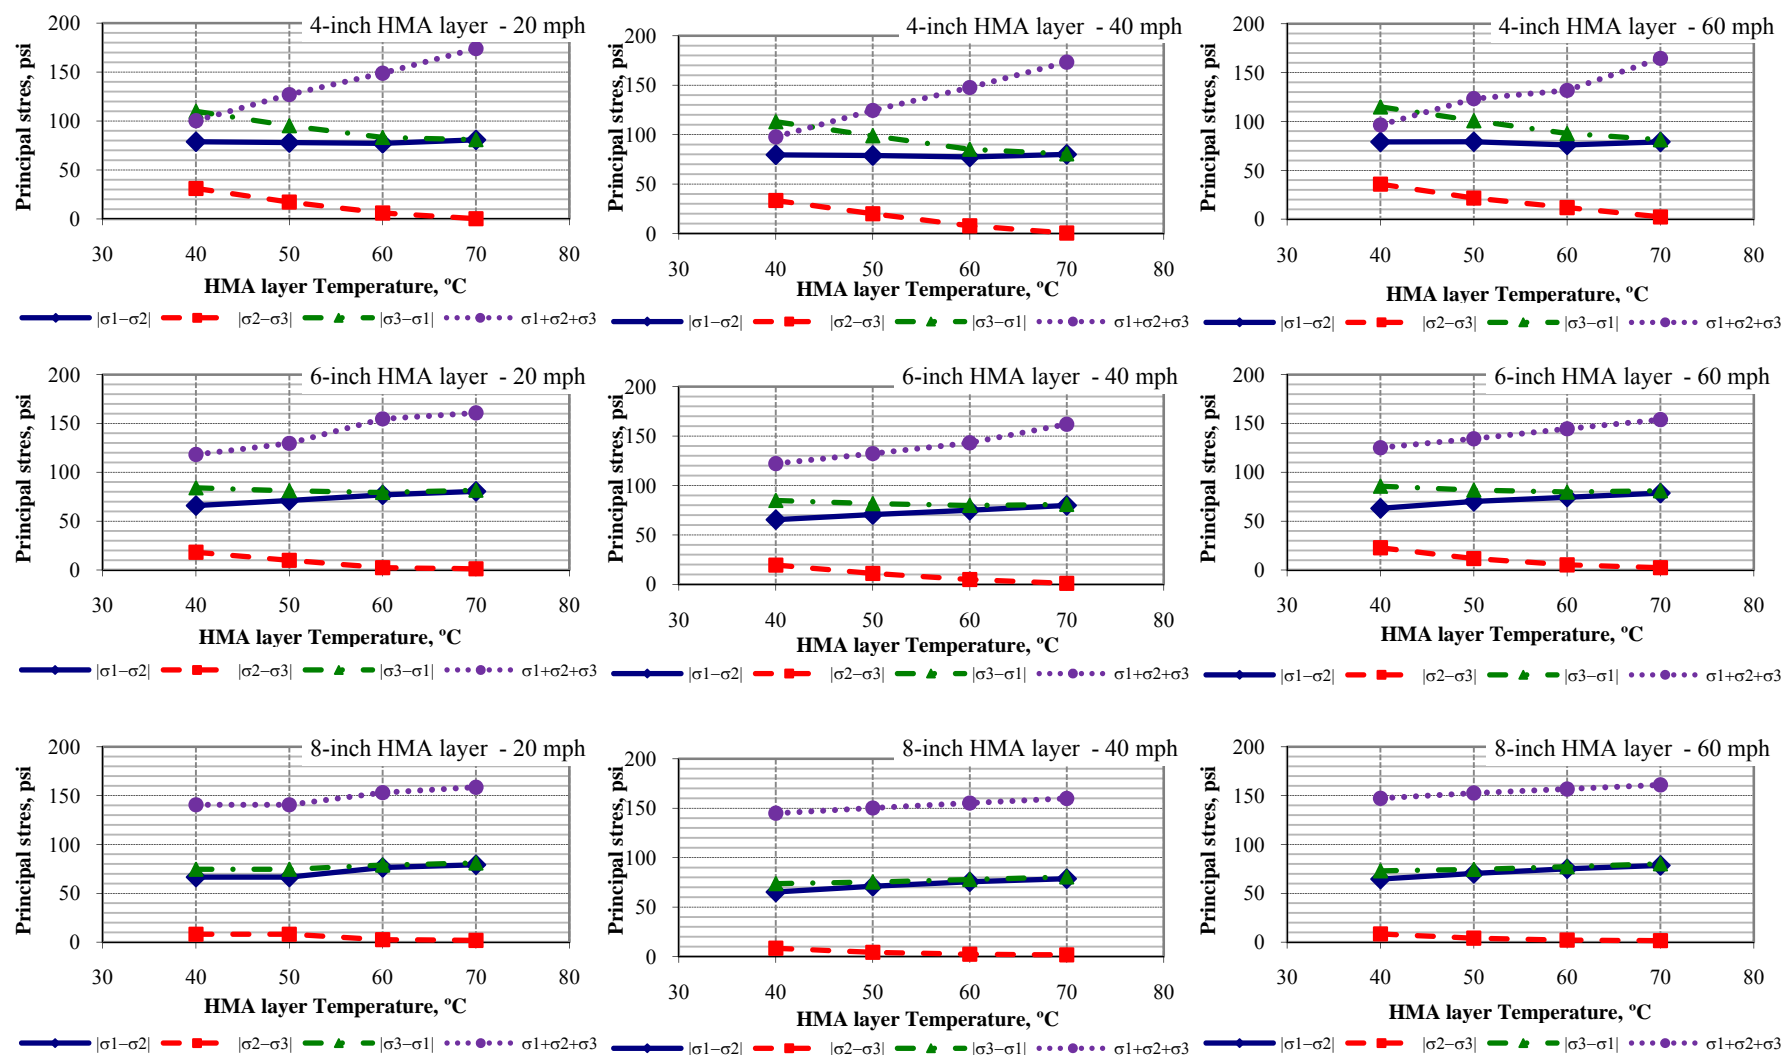 4-inch HMA layer - 20 mph
Principal stres, psi
200
150
100
50
0
30 40 50 60 70 80
HMA layer Temperature, ºC
|σ1−σ2| |σ2−σ3| |σ3−σ1| σ1+σ2+σ3
4-inch HMA layer - 40 mph
Principal stres, psi
200
150
100
50
0
30 40 50 60 70 80
HMA layer Temperature, ºC
|σ1−σ2| |σ2−σ3| |σ3−σ1| σ1+σ2+σ3
4-inch HMA layer - 60 mph
Principal stres, psi
200
150
100
50
0
30 40 50 60 70 80
HMA layer Temperature, ºC
|σ1−σ2| |σ2−σ3| |σ3−σ1| σ1+σ2+σ3
6-inch HMA layer - 20 mph
Principal stres, psi
200
150
100
50
0
30 40 50 60 70 80
HMA layer Temperature, ºC
|σ1−σ2| |σ2−σ3| |σ3−σ1| σ1+σ2+σ3
6-inch HMA layer - 40 mph
Principal stres, psi
200
150
100
50
0
30 40 50 60 70 80
HMA layer Temperature, ºC
|σ1−σ2| |σ2−σ3| |σ3−σ1| σ1+σ2+σ3
6-inch HMA layer - 60 mph
Principal stres, psi
200
150
100
50
0
30 40 50 60 70 80
HMA layer Temperature, ºC
|σ1−σ2| |σ2−σ3| |σ3−σ1| σ1+σ2+σ3
8-inch HMA layer - 20 mph
Principal stres, psi
200
150
100
50
0
30 40 50 60 70 80
HMA layer Temperature, ºC
|σ1−σ2| |σ2−σ3| |σ3−σ1| σ1+σ2+σ3
8-inch HMA layer - 40 mph
Principal stres, psi
200
150
100
50
0
30 40 50 60 70 80
HMA layer Temperature, ºC
|σ1−σ2| |σ2−σ3| |σ3−σ1| σ1+σ2+σ3
8-inch HMA layer - 60 mph
Principal stres, psi
200
150
100
50
0
30 40 50 60 70 80
HMA layer Temperature, ºC
|σ1−σ2| |σ2−σ3| |σ3−σ1| σ1+σ2+σ3